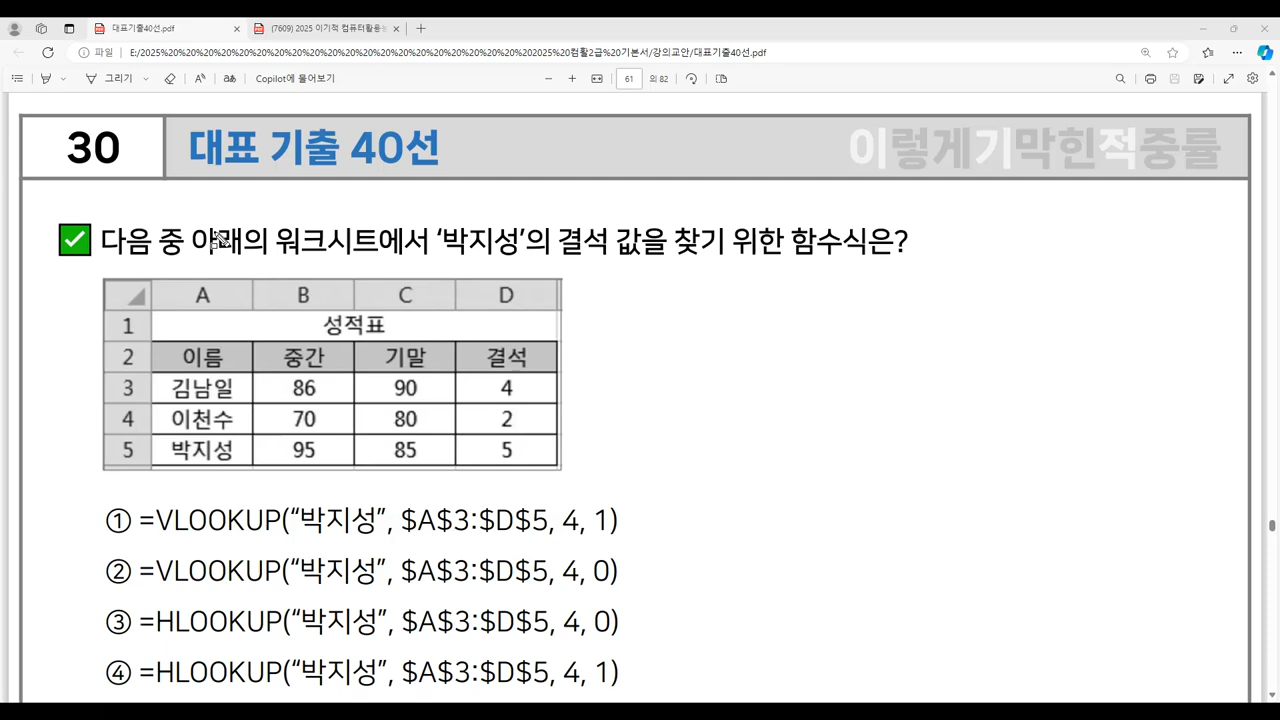 대표기출40선.pdf
(7609) 2025 이기적 컴퓨터활용능
파일
E:/2025%20%20%20%20%20%20%20%20%20%20%20%20%20%20%20%20%20%20%20%20%20%20%202025%20컴활2급%20기본서/강의교안/대표기출40선.pdf
그리기
aあ
Copilot에 물어보기
61
의 82
30
대표 기출 40선
이렇게기막힌적중률
다음 중 아래의 워크시트에서 ‘박지성’의 결석 값을 찾기 위한 함수식은?
A B C D
1 성적표
2 이름 중간 기말 결석
3 김남일 86 90 4
4 이천수 70 80 2
5 박지성 95 85 5
① =VLOOKUP(“박지성”, $A$3:$D$5, 4, 1)
② =VLOOKUP(“박지성”, $A$3:$D$5, 4, 0)
③ =HLOOKUP(“박지성”, $A$3:$D$5, 4, 0)
④ =HLOOKUP(“박지성”, $A$3:$D$5, 4, 1)